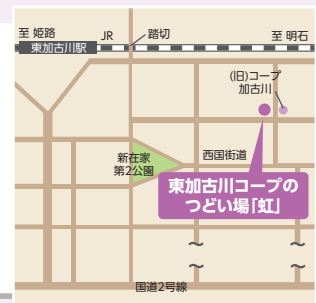 至 姫路
JR
踏切
至 明石
東加古川駅
(旧)コープ
加古川
新在家
第2公園
西国街道
東加古川コープの
つどい場「虹」
国道2号線